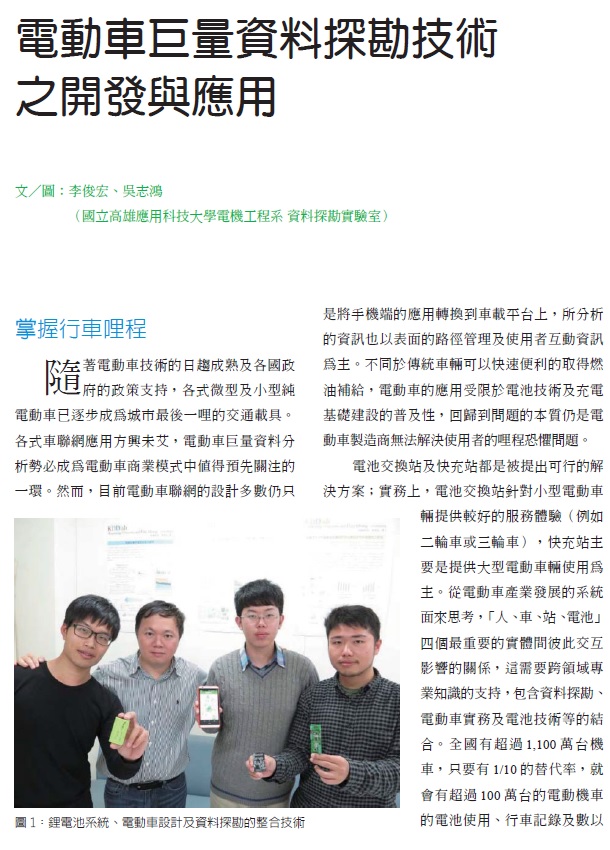 電動車巨量資料探勘技術
之開發與應用
文／圖：李俊宏、吳志鴻
（國立高雄應用科技大學電機工程系 資料探勘實驗室）
掌握行車哩程
隨著電動車技術的日趨成熟及各國政
府的政策支持，各式微型及小型純
電動車已逐步成為城市最後一哩的交通載具。
各式車聯網應用方興未艾，電動車巨量資料分
析勢必成為電動車商業模式中值得預先關注的
一環。然而，目前電動車聯網的設計多數仍只
是將手機端的應用轉換到車載平台上，所分析
的資訊也以表面的路徑管理及使用者互動資訊
為主。不同於傳統車輛可以快速便利的取得燃
油補給，電動車的應用受限於電池技術及充電
基礎建設的普及性，回歸到問題的本質仍是電
動車製造商無法解決使用者的哩程恐懼問題。
電池交換站及快充站都是被提出可行的解
決方案；實務上，電池交換站針對小型電動車
輛提供較好的服務體驗（例如
二輪車或三輪車），快充站主
要是提供大型電動車輛使用為
主。從電動車產業發展的系統
面來思考，「人、車、站、電池」
四個最重要的實體間彼此交互
影響的關係，這需要跨領域專
業知識的支持，包含資料探勘、
電動車實務及電池技術等的結
合。全國有超過 1,100 萬台機
車，只要有 1/10 的替代率，就
會有超過 100 萬台的電動機車
的電池使用、行車記錄及數以
圖 1：鋰電池系統、電動車設計及資料探勘的整合技術